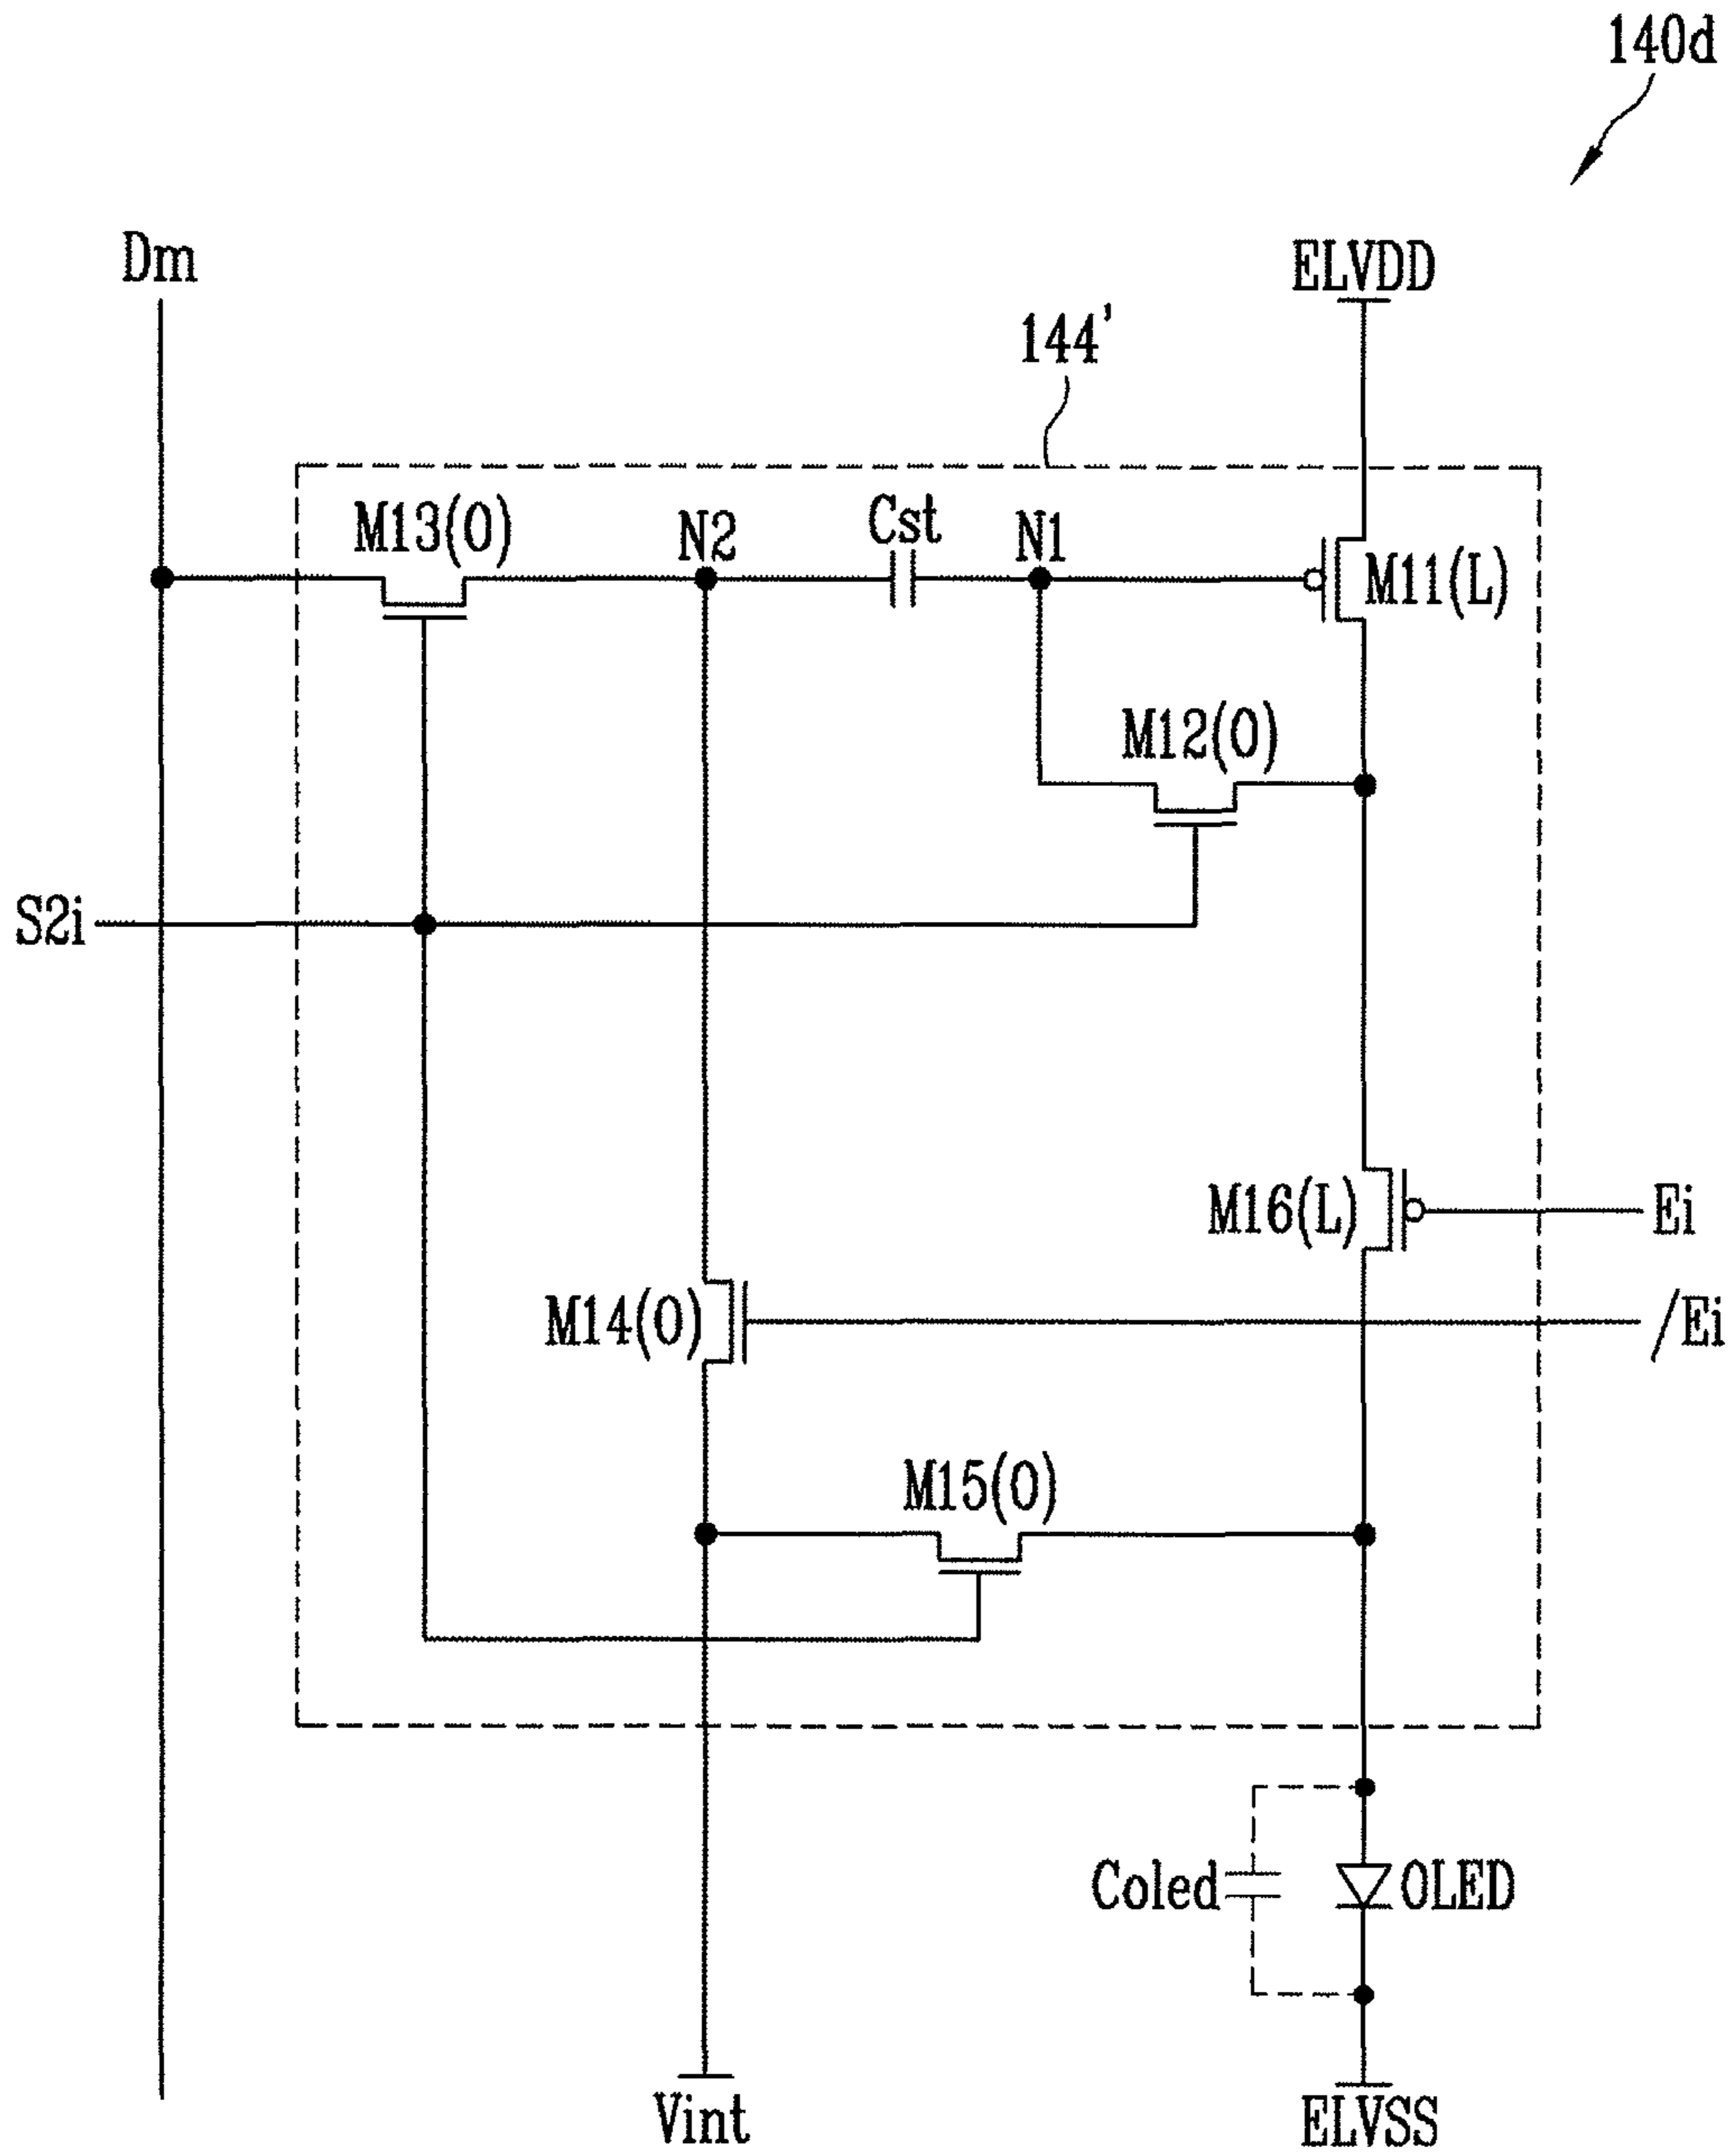 140d
Dm
ELVDD
144'
M13(O)
N2
Cst
N1
M11(L)
M12(O)
S2i
M16(L)
Ei
M14(O)
/Ei
M15(O)
Coled
OLED
Vint
ELVSS